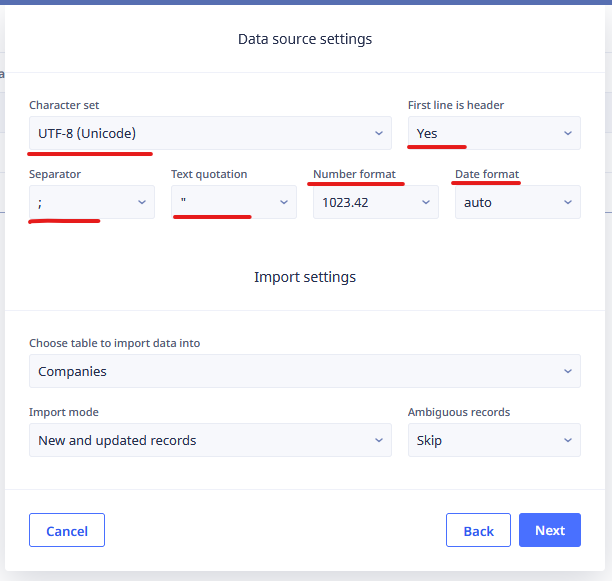 Data source settings
a
Character set First line is header
UTF-8 (Unicode) Yes
Separator Text quotation Number format Date format
; " 1023.42 auto
Import settings
Choose table to import data into
Companies
Import mode Ambiguous records
New and updated records Skip
Cancel Back Next